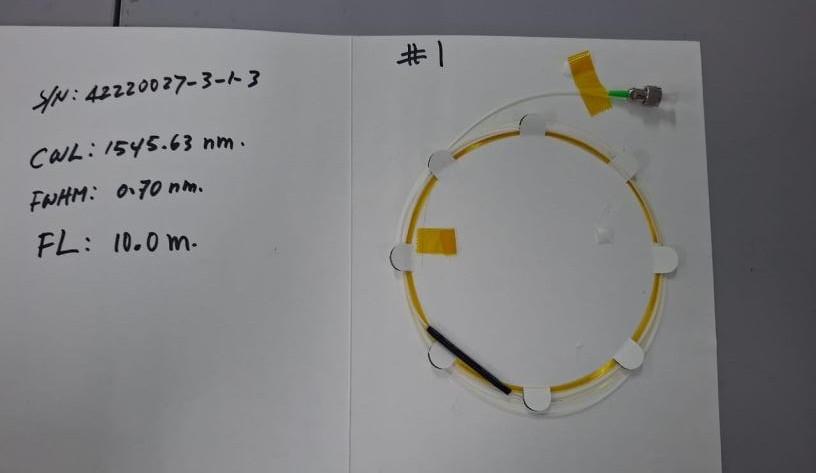 #1
S/N: 42220027-3-1-3
CWL: 1545.63 nm.
FWHM: 0.70 nm.
FL: 10.0 m.